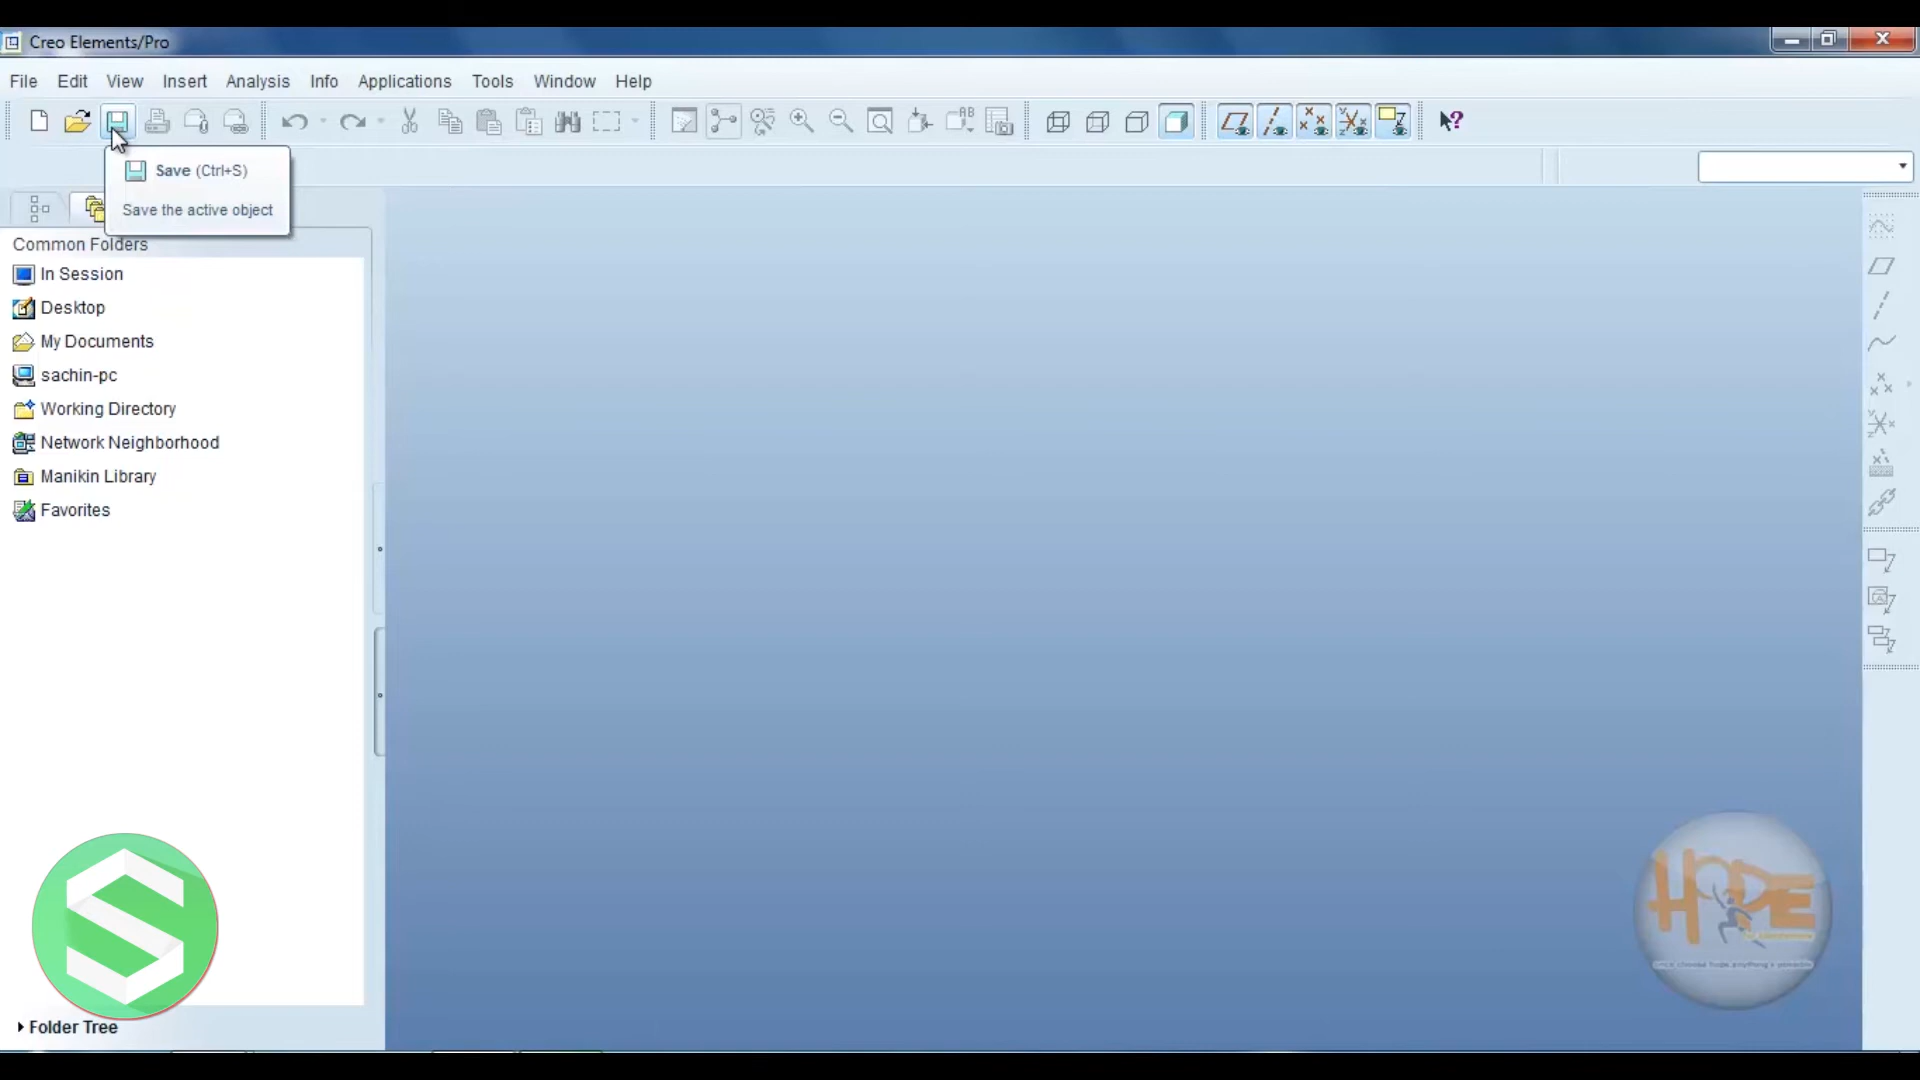 Creo Elements/Pro
File Edit View Insert Analysis Info Applications Tools Window Help
Save (Ctrl+S)
Save the active object
Common Folders
In Session
Desktop
My Documents
sachin-pc
Working Directory
Network Neighborhood
Manikin Library
Favorites
Folder Tree
HOPE